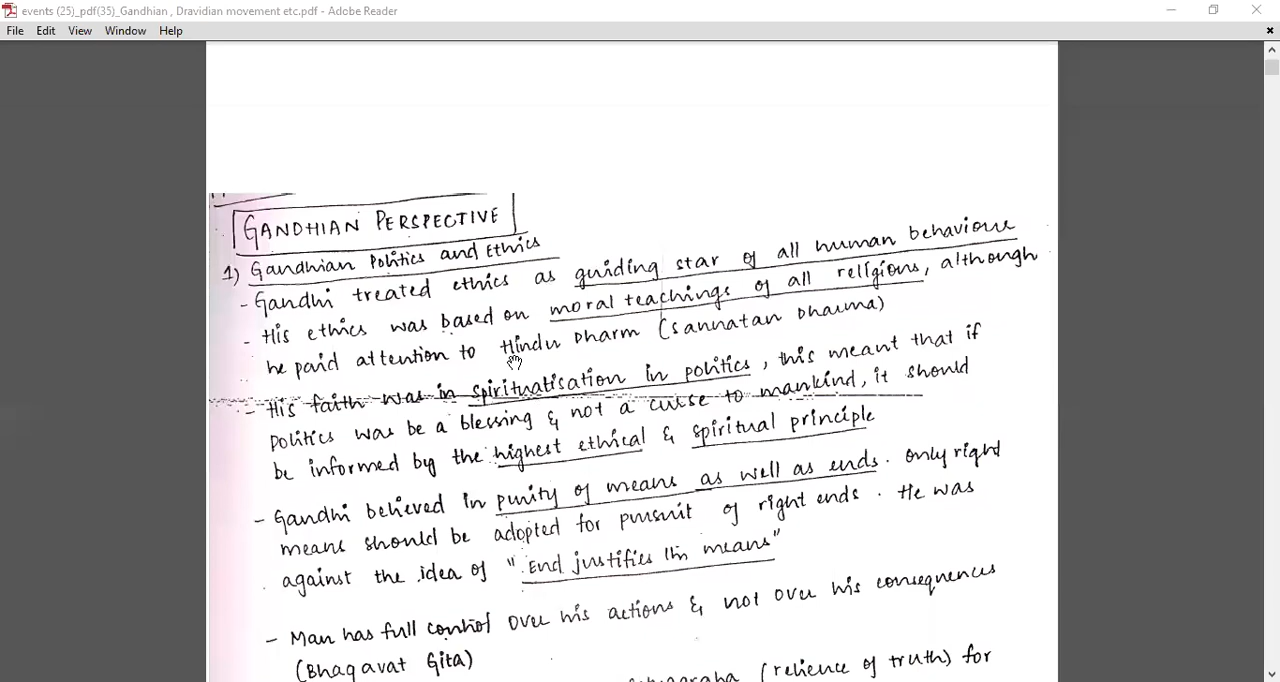 events (25)_pdf(35)_Gandhian , Dravidian movement etc.pdf - Adobe Reader
File Edit View Window Help
GANDHIAN PERSPECTIVE
1) Gandhian Politics and Ethics
- Gandhi treated ethics as guiding star of all human behaviour
- His ethics was based on moral teachings of all religious, although
he paid attention to Hindu Dharm (Sannatan Dharma)
- His faith was in spiritualisation in politics, this meant that if
politics was be a blessing & not a curse to mankind, it should
be informed by the highest ethical & spiritual principle
- Gandhi believed in purity of means as well as ends. Only right
means should be adopted for pursuit of right ends. He was
against the idea of "End justifies the means"
- Man has full control over his actions & not over his consequences
(Bhagavat Gita)
(relience of truth) for